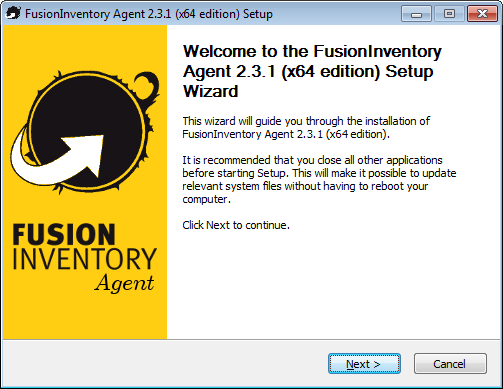 FusionInventory Agent 2.3.1 (x64 edition) Setup
Welcome to the FusionInventory
Agent 2.3.1 (x64 edition) Setup
Wizard
This wizard will guide you through the installation of
FusionInventory Agent 2.3.1 (x64 edition).
It is recommended that you close all other applications
before starting Setup. This will make it possible to update
relevant system files without having to reboot your
computer.
Click Next to continue.
FUSION
INVENTORY
Agent
Next >
Cancel